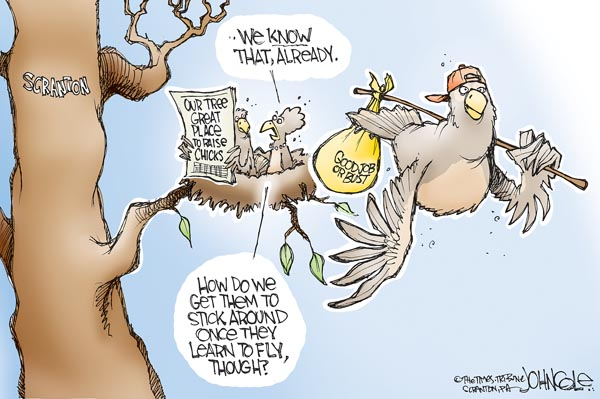 SCRANTON
OUR TREE
GREAT
PLACE
TO RAISE
CHICKS
..WE KNOW
THAT, ALREADY.
HOW DO WE
GET THEM TO
STICK AROUND
ONCE THEY
LEARN TO FLY,
THOUGH?
GOOD JOB
OR BUST
©THE TIMES-TRIBUNE
SCRANTON, PA
JOHN COLE